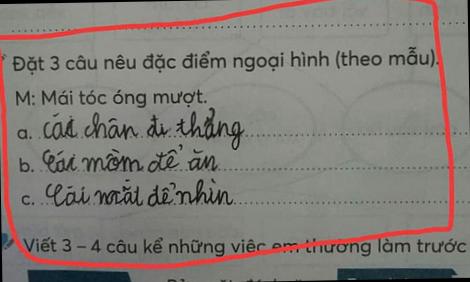 Đặt 3 câu nêu đặc điểm ngoại hình (theo mẫu).
M: Mái tóc óng mượt.
a. cái chân đi thẳng
b. Cái mồm để ăn
c. Cái mắt để nhìn
Viết 3 - 4 câu kể những việc em thường làm trước